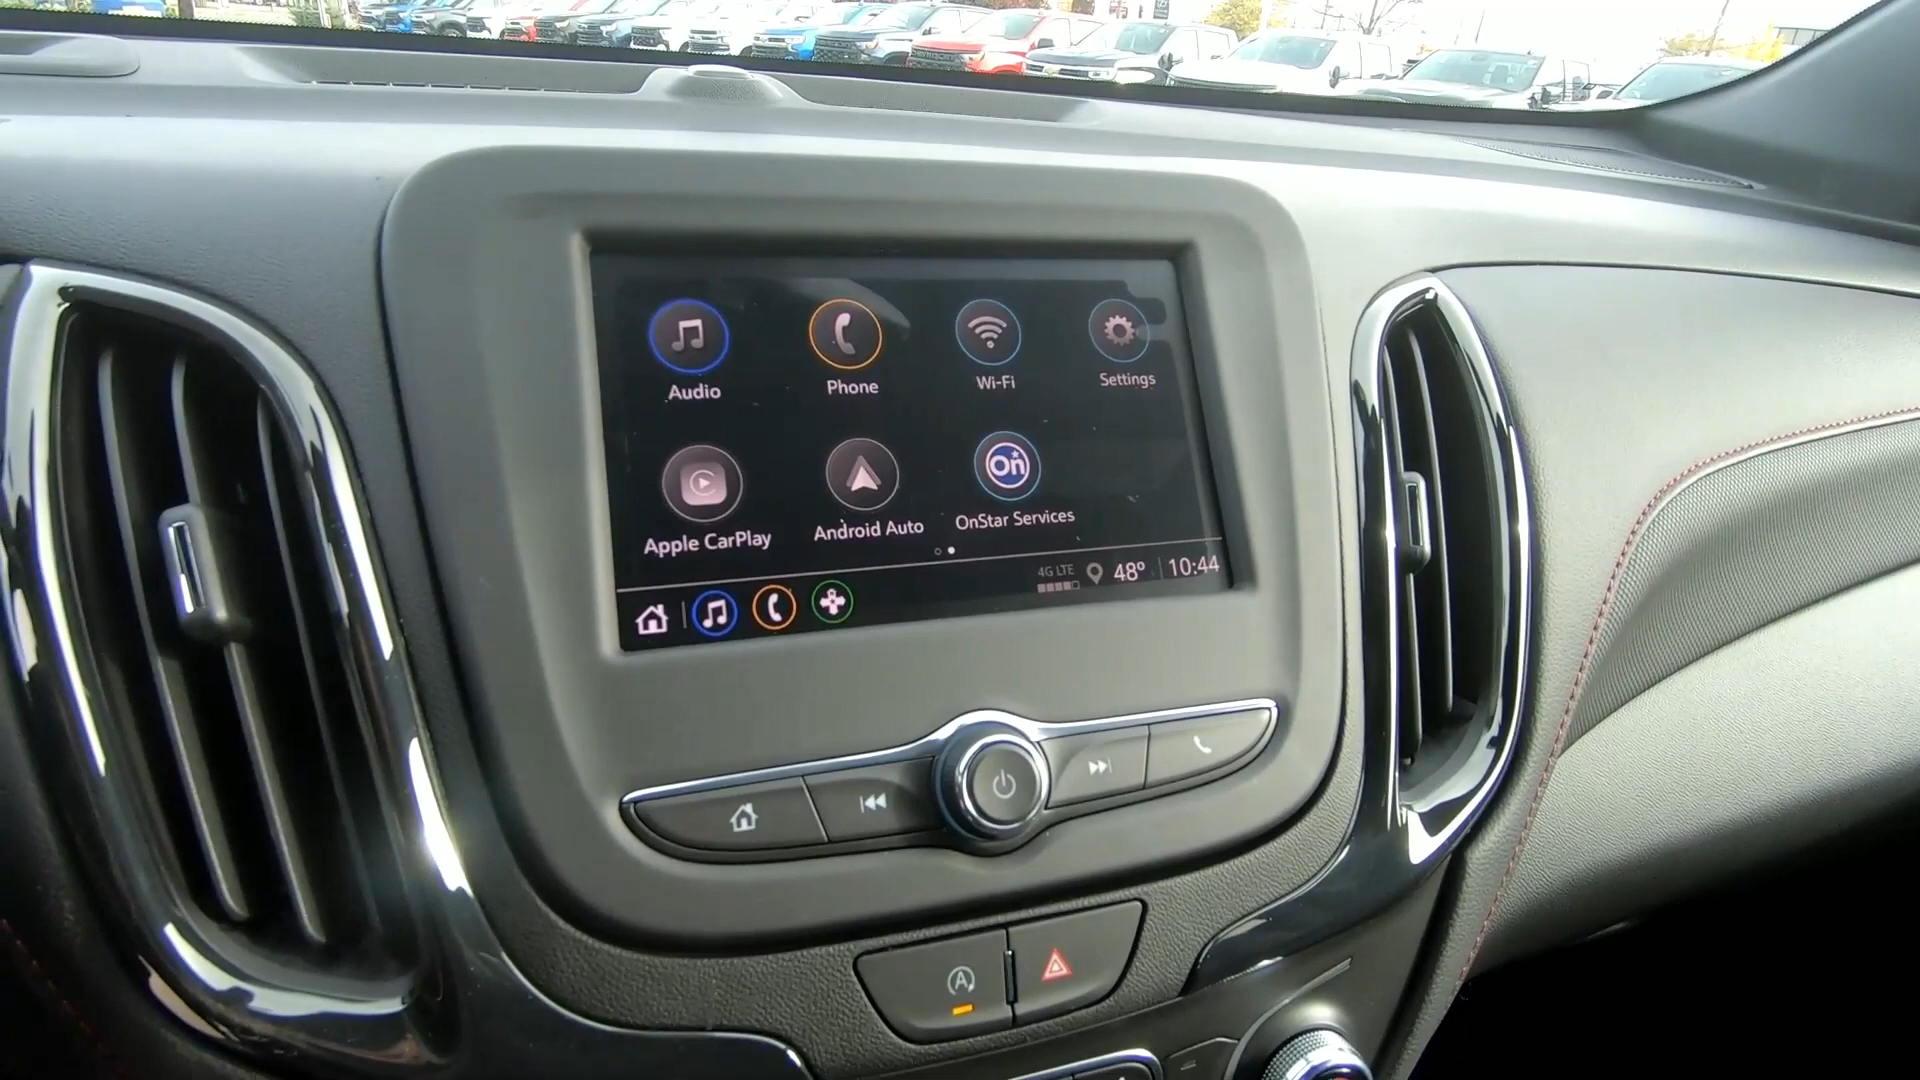 Audio
Phone
Wi-Fi
Settings
Apple CarPlay
Android Auto
On
OnStar Services
4G LTE
48°
10:44
A